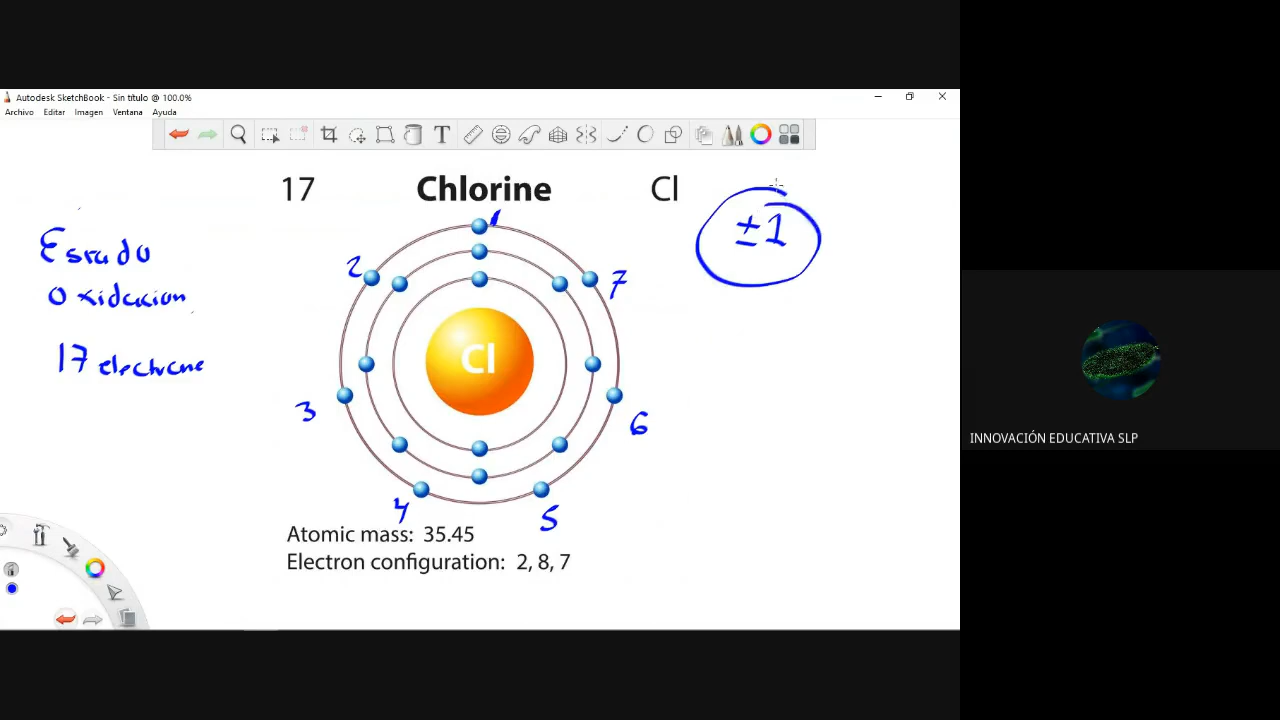 Autodesk SketchBook - Sin título @ 100.0%
Archivo Editar Imagen Ventana Ayuda
T
17 Chlorine Cl
±1
1
2
7
Estado
Oxidacion
17 electrone
Cl
3
6
4
5
Atomic mass: 35.45
Electron configuration: 2, 8, 7
INNOVACIÓN EDUCATIVA SLP